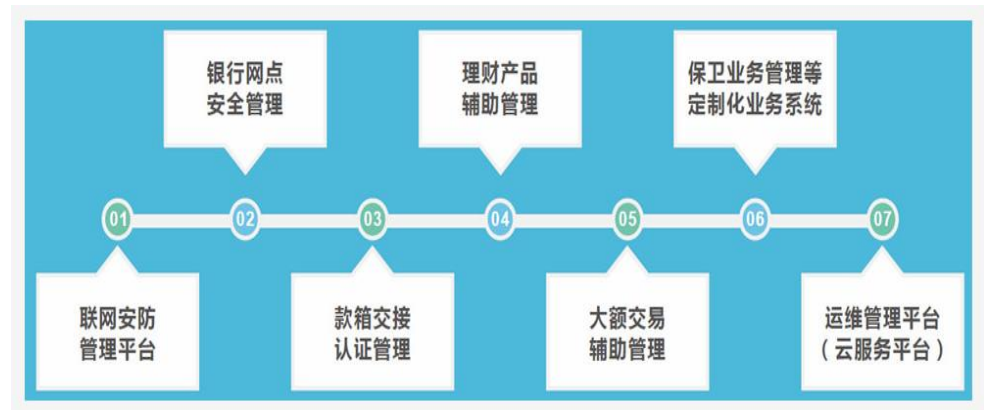 银行网点
安全管理
理财产品
辅助管理
保卫业务管理等
定制化业务系统
01
02
03
04
05
06
07
联网安防
管理平台
款箱交接
认证管理
大额交易
辅助管理
运维管理平台
（云服务平台）